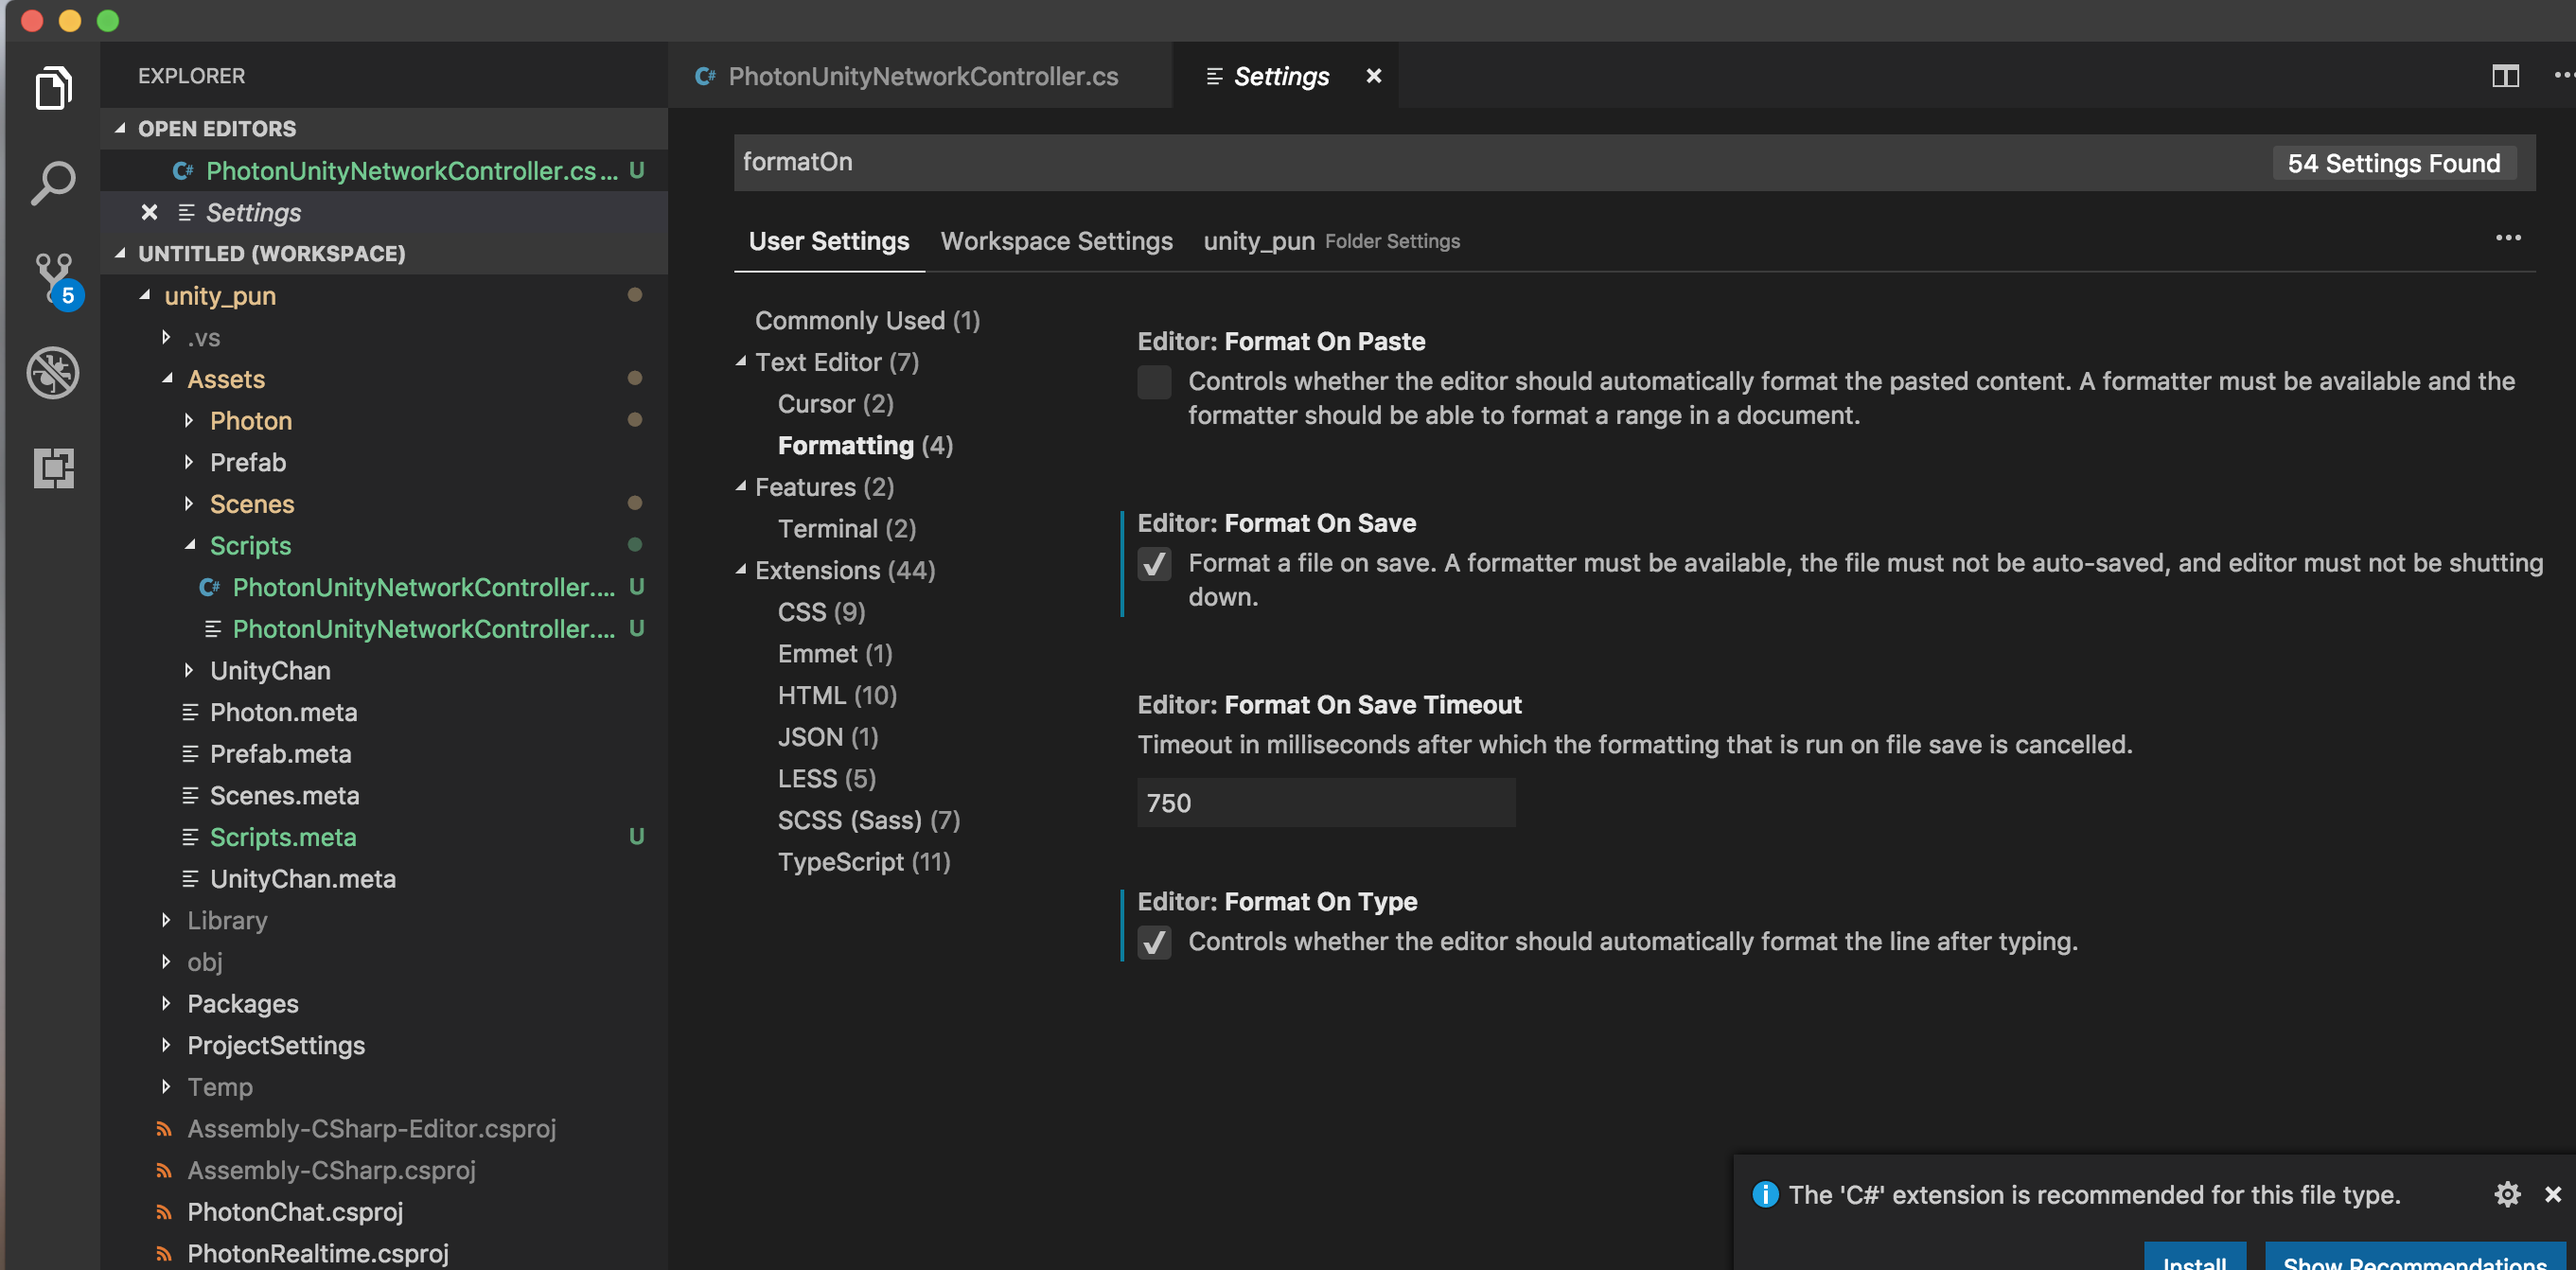 EXPLORER
OPEN EDITORS
PhotonUnityNetworkController.cs ... U
Settings
UNTITLED (WORKSPACE)
5
unity_pun
.vs
Assets
Photon
Prefab
Scenes
Scripts
PhotonUnityNetworkController.... U
PhotonUnityNetworkController.... U
UnityChan
Photon.meta
Prefab.meta
Scenes.meta
Scripts.meta U
UnityChan.meta
Library
obj
Packages
ProjectSettings
Temp
Assembly-CSharp-Editor.csproj
Assembly-CSharp.csproj
PhotonChat.csproj
PhotonRealtime.csproj
PhotonUnityNetworkController.cs
Settings
formatOn
54 Settings Found
User Settings Workspace Settings unity_pun Folder Settings
Commonly Used (1)
Text Editor (7)
Cursor (2)
Formatting (4)
Features (2)
Terminal (2)
Extensions (44)
CSS (9)
Emmet (1)
HTML (10)
JSON (1)
LESS (5)
SCSS (Sass) (7)
TypeScript (11)
Editor: Format On Paste
Controls whether the editor should automatically format the pasted content. A formatter must be available and the
formatter should be able to format a range in a document.
Editor: Format On Save
Format a file on save. A formatter must be available, the file must not be auto-saved, and editor must not be shutting
down.
Editor: Format On Save Timeout
Timeout in milliseconds after which the formatting that is run on file save is cancelled.
750
Editor: Format On Type
Controls whether the editor should automatically format the line after typing.
The 'C#' extension is recommended for this file type.
Install Show Recommendations